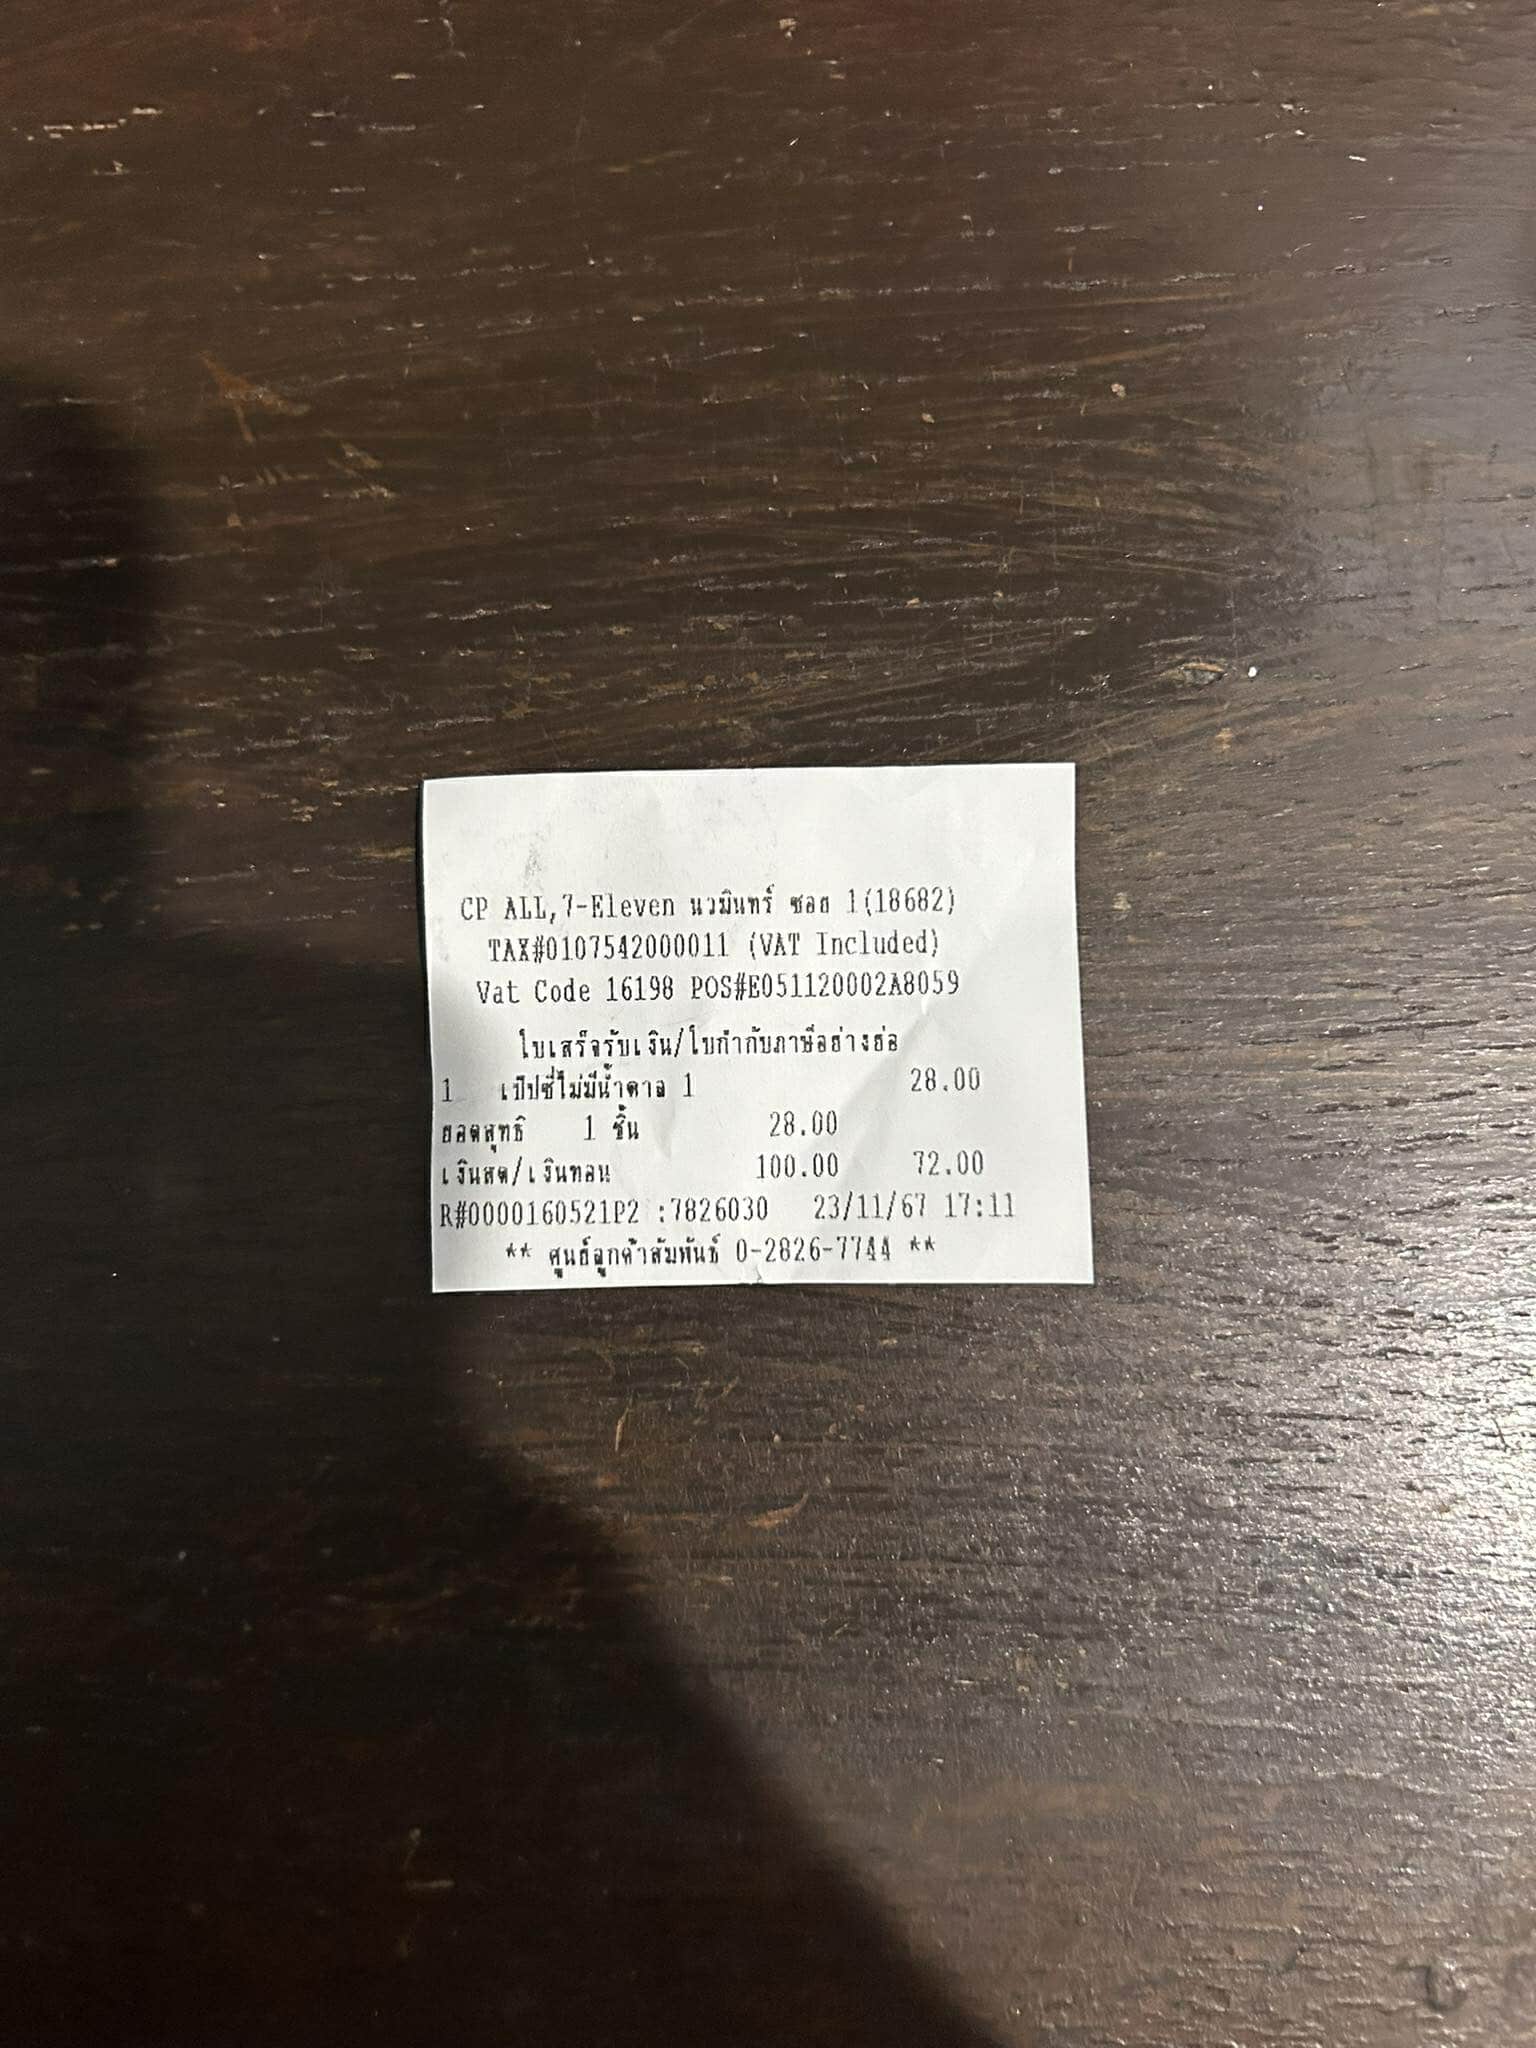 CP ALL,7-Eleven นวมินทร์ ซอย 1(18682)
TAX#0107542000011 (VAT Included)
Vat Code 16198 POS#E051120002A8059
ใบเสร็จรับเงิน/ใบกำกับภาษีอย่างย่อ
1 เป๊ปซี่ไม่มีน้ำตาล 1 28.00
ยอดสุทธิ 1 ชิ้น 28.00
เงินสด/เงินทอน 100.00 72.00
R#0000160521P2 :7826030 23/11/67 17:11
** ศูนย์ลูกค้าสัมพันธ์ 0-2826-7744 **